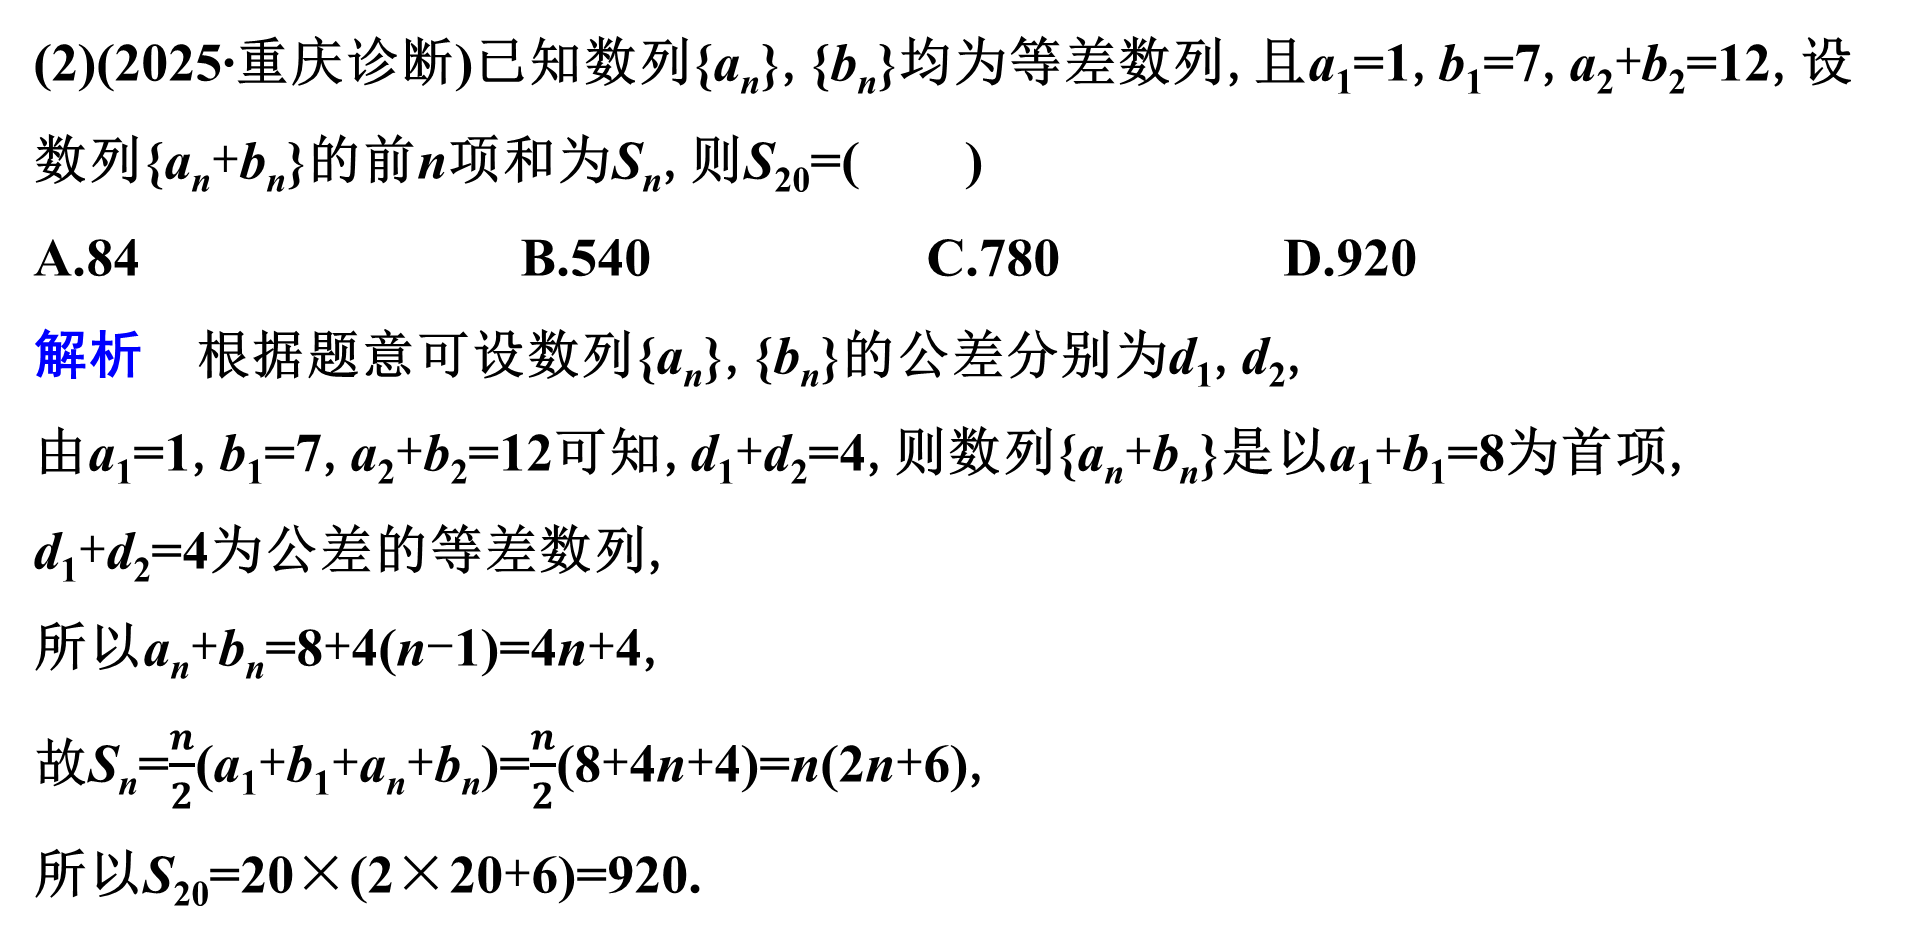 (2)(2025·重庆诊断)已知数列{aₙ}, {bₙ}均为等差数列, 且a₁=1, b₁=7, a₂+b₂=12, 设
数列{aₙ+bₙ}的前n项和为Sₙ, 则S₂₀=(  )
A.84 B.540 C.780 D.920
解析 根据题意可设数列{aₙ}, {bₙ}的公差分别为d₁, d₂,
由a₁=1, b₁=7, a₂+b₂=12可知, d₁+d₂=4, 则数列{aₙ+bₙ}是以a₁+b₁=8为首项,
d₁+d₂=4为公差的等差数列,
所以aₙ+bₙ=8+4(n−1)=4n+4,
故Sₙ=n/2(a₁+b₁+aₙ+bₙ)=n/2(8+4n+4)=n(2n+6),
所以S₂₀=20×(2×20+6)=920.